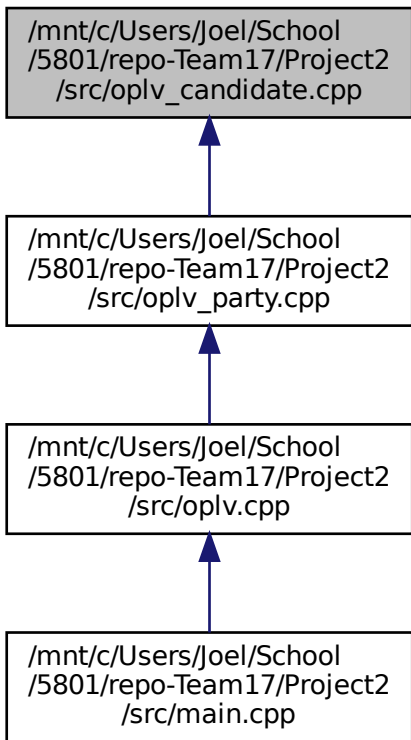 /mnt/c/Users/Joel/School
/5801/repo-Team17/Project2
/src/oplv_candidate.cpp
/mnt/c/Users/Joel/School
/5801/repo-Team17/Project2
/src/oplv_party.cpp
/mnt/c/Users/Joel/School
/5801/repo-Team17/Project2
/src/oplv.cpp
/mnt/c/Users/Joel/School
/5801/repo-Team17/Project2
/src/main.cpp